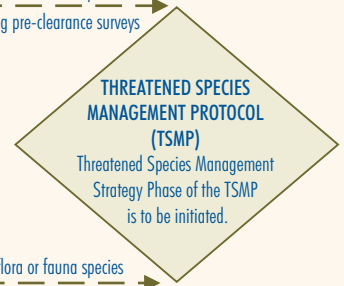 g pre-clearance surveys
THREATENED SPECIES
MANAGEMENT PROTOCOL
(TSMP)
Threatened Species Management
Strategy Phase of the TSMP
is to be initiated.
flora or fauna species